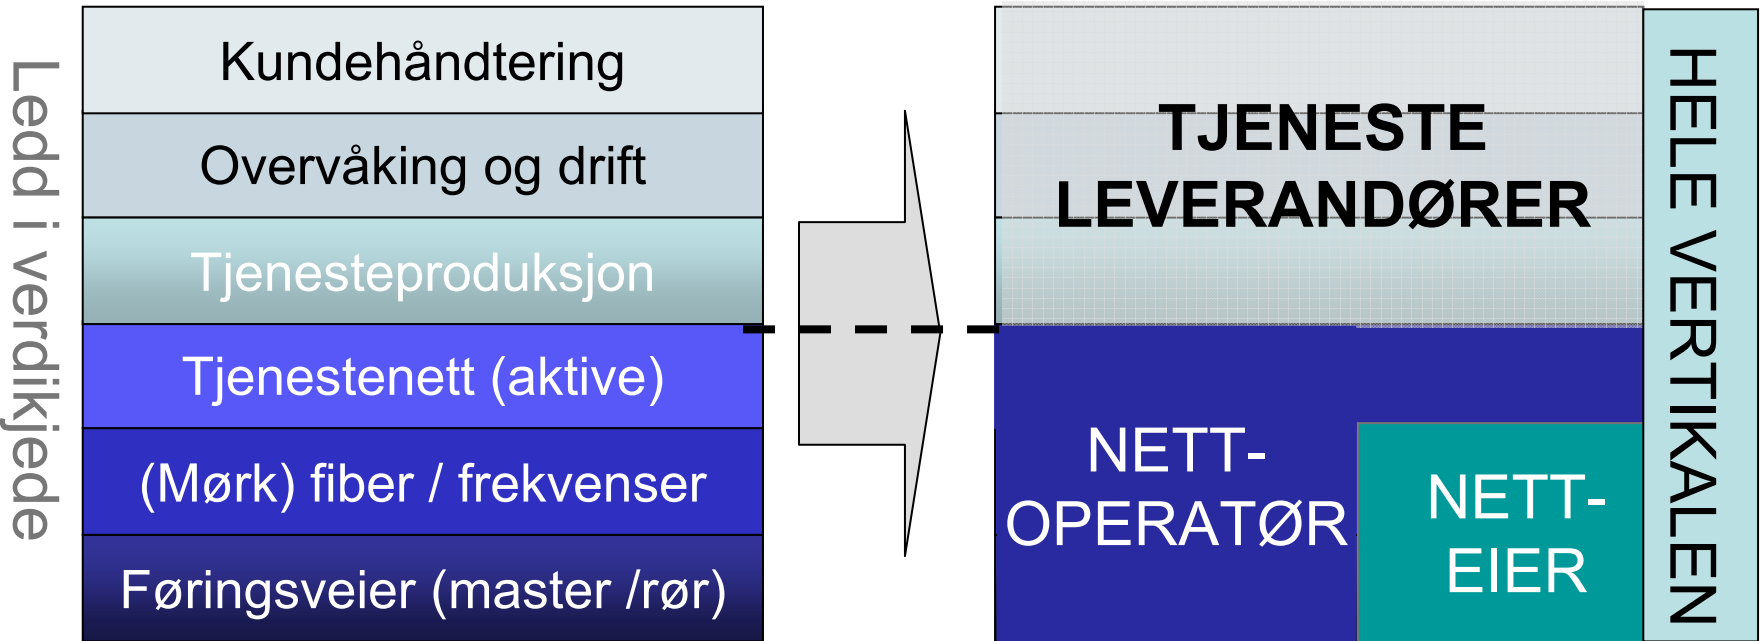 Ledd i verdikjede
Kundehåndtering
Overvåking og drift
Tjenesteproduksjon
Tjenestenett (aktive)
(Mørk) fiber / frekvenser
Føringsveier (master /rør)
TJENESTE
LEVERANDØRER
NETT-
OPERATØR
NETT-
EIER
HELE VERTIKALEN